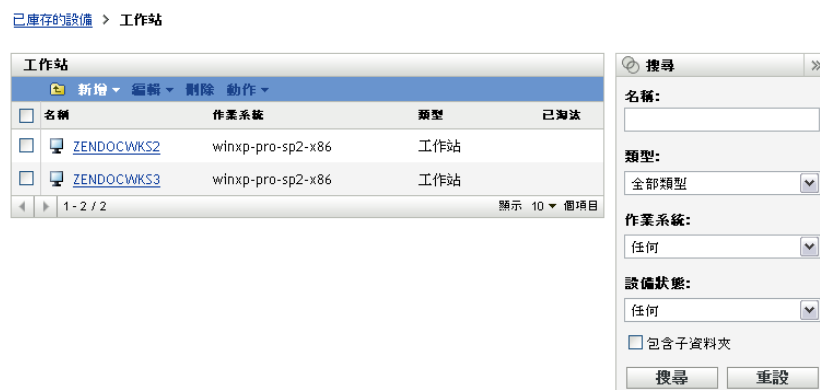 已庫存的設備 > 工作站
工作站
新增 編輯 刪除 動作
名稱 作業系統 類型 已淘汰
ZENDOCWKS2 winxp-pro-sp2-x86 工作站
ZENDOCWKS3 winxp-pro-sp2-x86 工作站
1 - 2 / 2 顯示 10 個項目
搜尋 »
名稱:
類型:
全部類型
作業系統:
任何
設備狀態:
任何
包含子資料夾
搜尋 重設